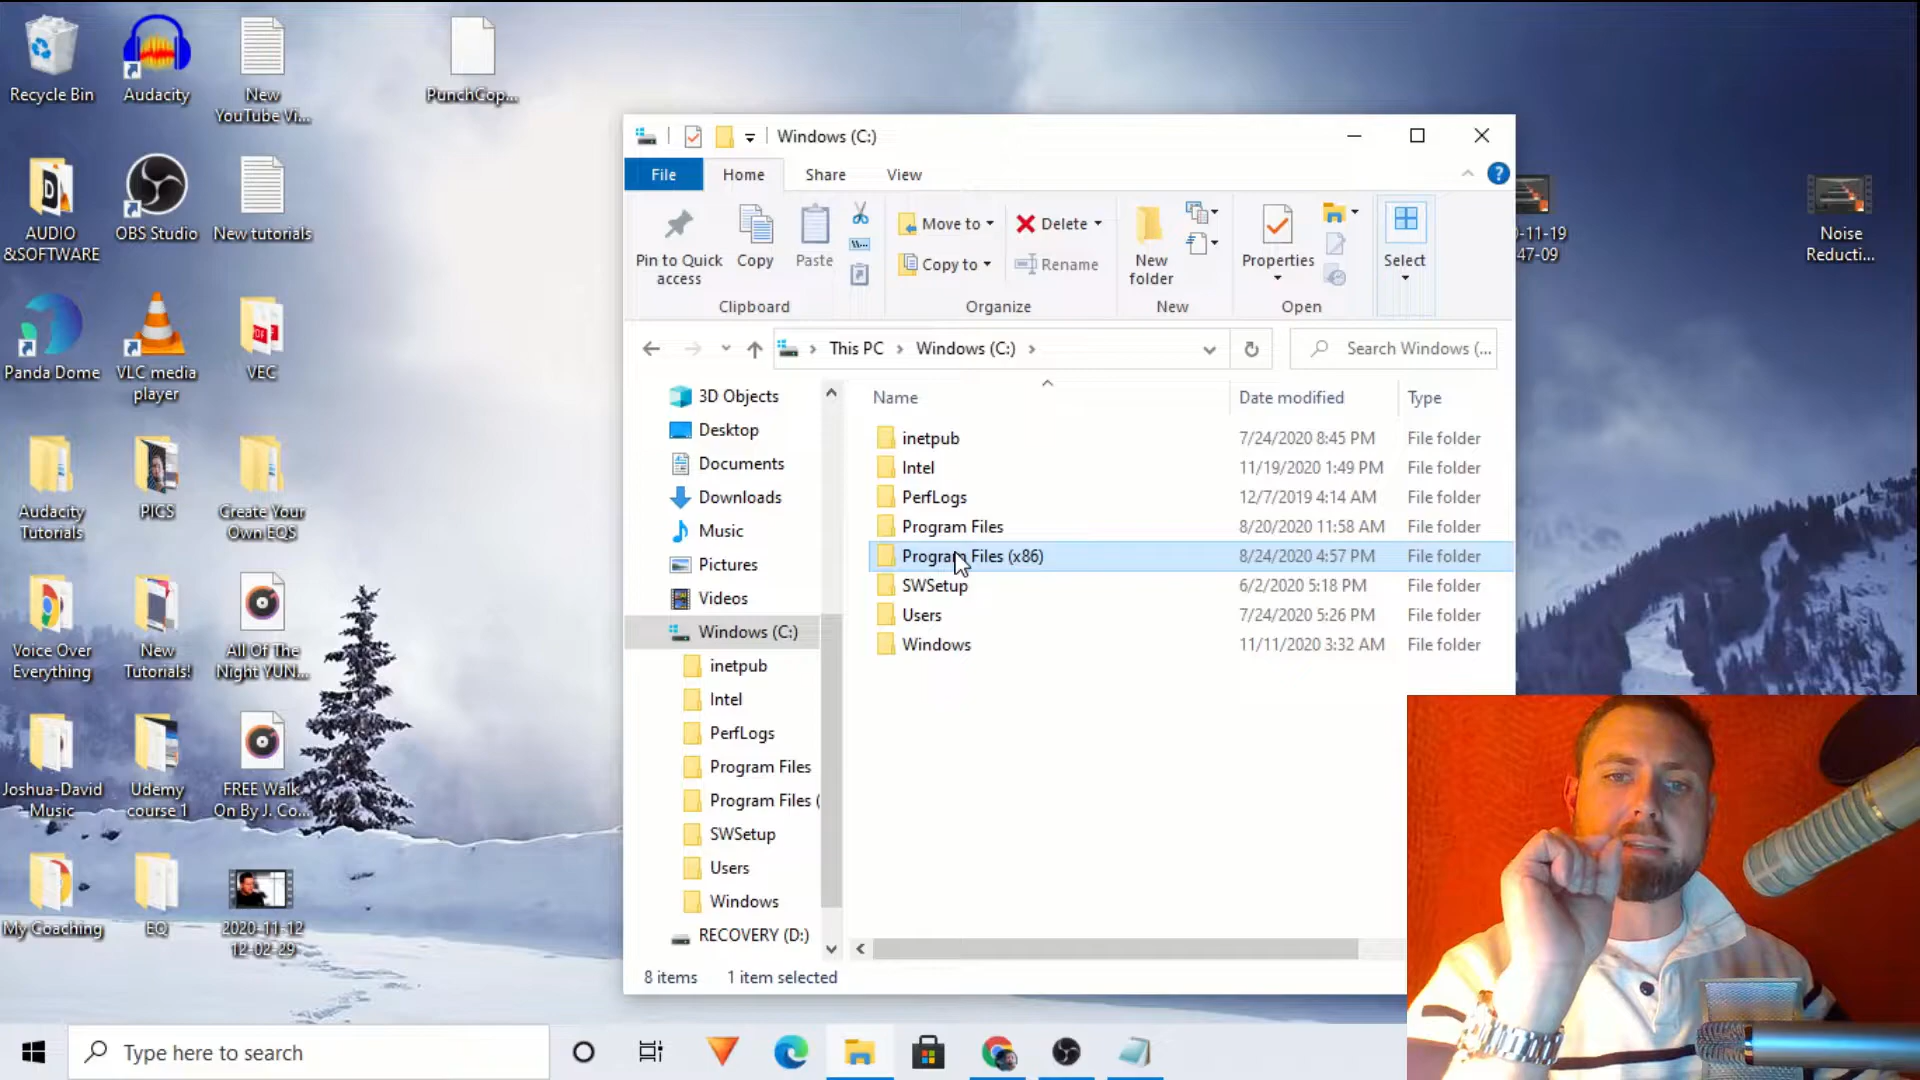 Recycle Bin
Audacity
New
YouTube Vi...
PunchCop...
AUDIO
&SOFTWARE
OBS Studio
New tutorials
Panda Dome
VLC media
player
VEC
Audacity
Tutorials
PICS
Create Your
Own EQS
Voice Over
Everything
New
Tutorials!
All Of The
Night YUN...
Joshua-David
Music
Udemy
course 1
FREE Walk
On By J. Co...
My Coaching
EQ
2020-11-12
12-02-29
Windows (C:)
File
Home
Share
View
Pin to Quick
access
Copy
Paste
Move to
Copy to
Delete
Rename
New
folder
Properties
Select
Clipboard
Organize
New
Open
This PC
Windows (C:)
Search Windows (...
3D Objects
Desktop
Documents
Downloads
Music
Pictures
Videos
Windows (C:)
inetpub
Intel
PerfLogs
Program Files
Program Files (
SWSetup
Users
Windows
RECOVERY (D:)
Name Date modified Type
inetpub 7/24/2020 8:45 PM File folder
Intel 11/19/2020 1:49 PM File folder
PerfLogs 12/7/2019 4:14 AM File folder
Program Files 8/20/2020 11:58 AM File folder
Program Files (x86) 8/24/2020 4:57 PM File folder
SWSetup 6/2/2020 5:18 PM File folder
Users 7/24/2020 5:26 PM File folder
Windows 11/11/2020 3:32 AM File folder
8 items 1 item selected
-11-19
47-09
Noise
Reducti...
Type here to search